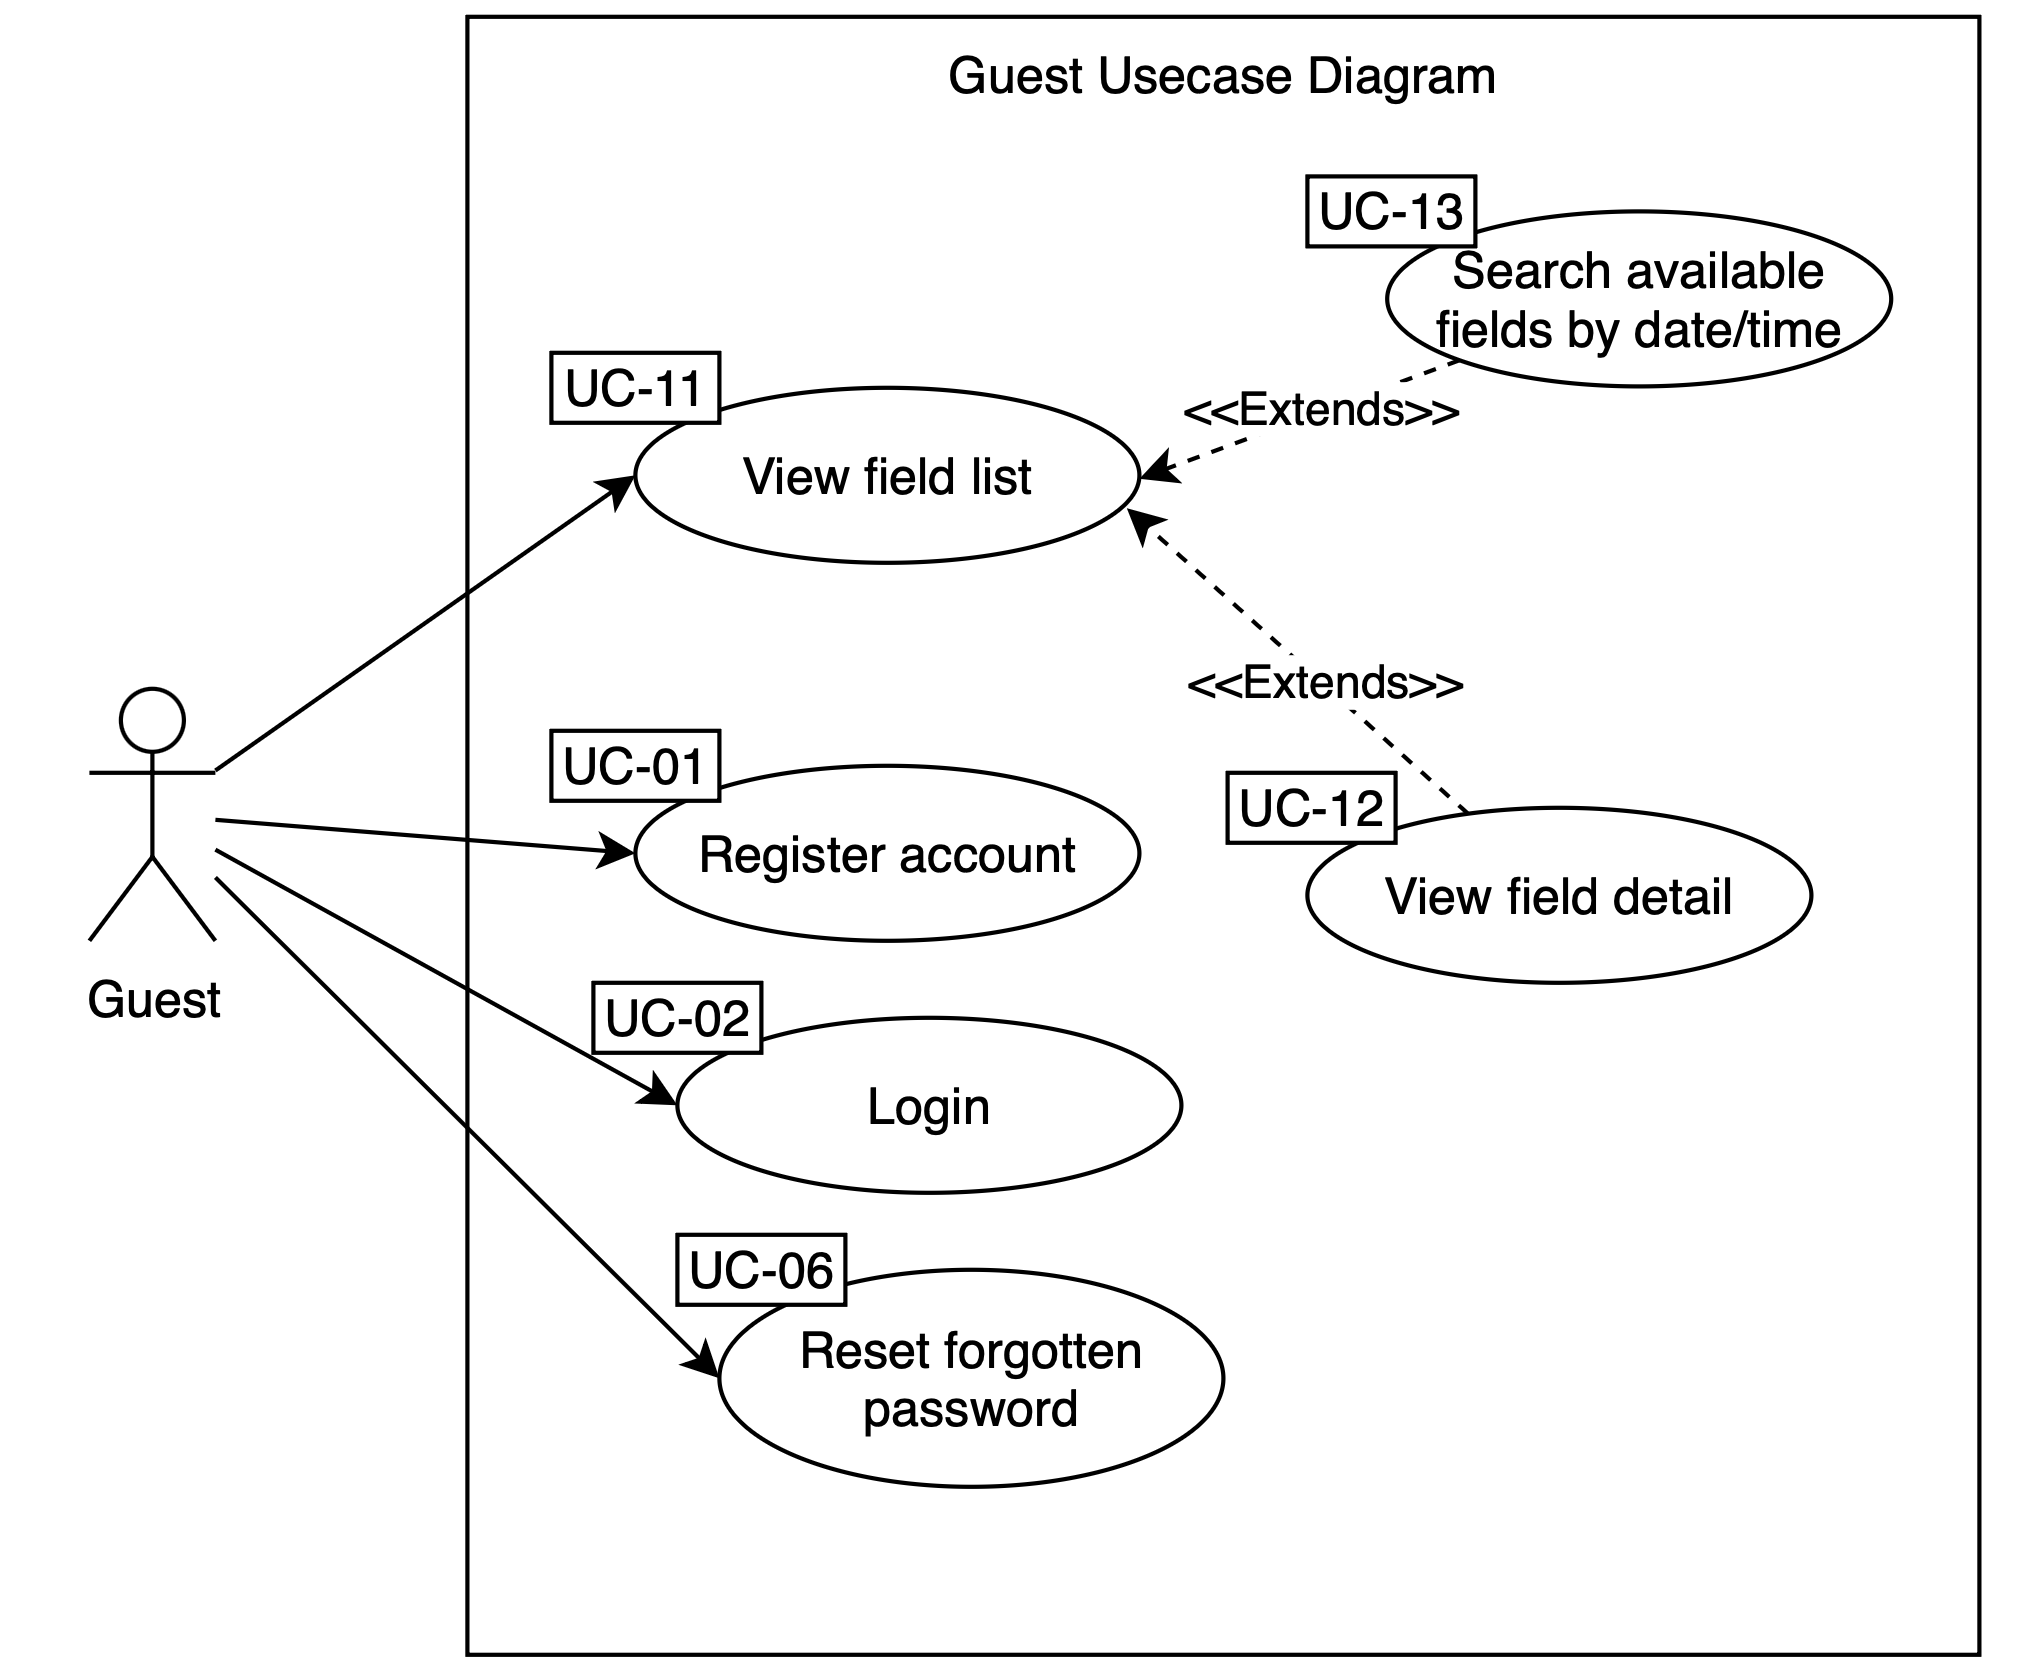 Guest Usecase Diagram
UC-13
Search available
fields by date/time
UC-11
<<Extends>>
View field list
<<Extends>>
UC-01
UC-12
Register account
View field detail
Guest
UC-02
Login
UC-06
Reset forgotten
password